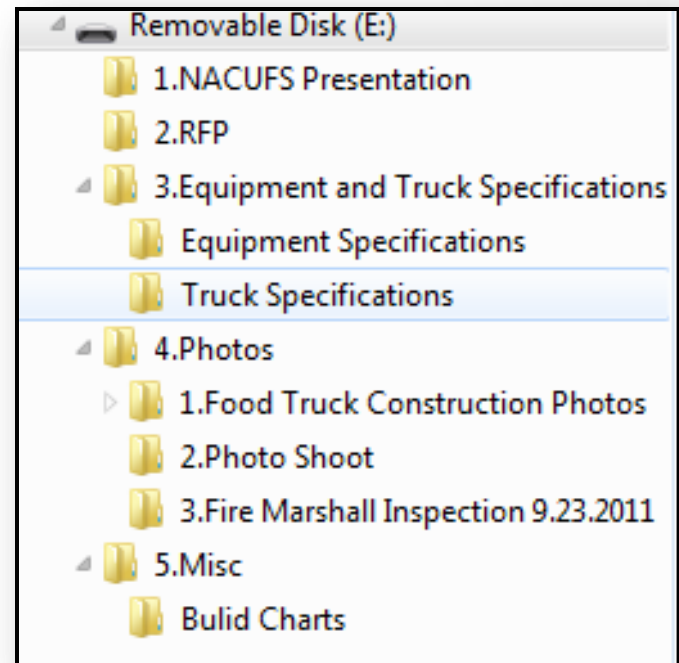 Removable Disk (E:)
1.NACUFS Presentation
2.RFP
3.Equipment and Truck Specifications
Equipment Specifications
Truck Specifications
4.Photos
1.Food Truck Construction Photos
2.Photo Shoot
3.Fire Marshall Inspection 9.23.2011
5.Misc
Bulid Charts